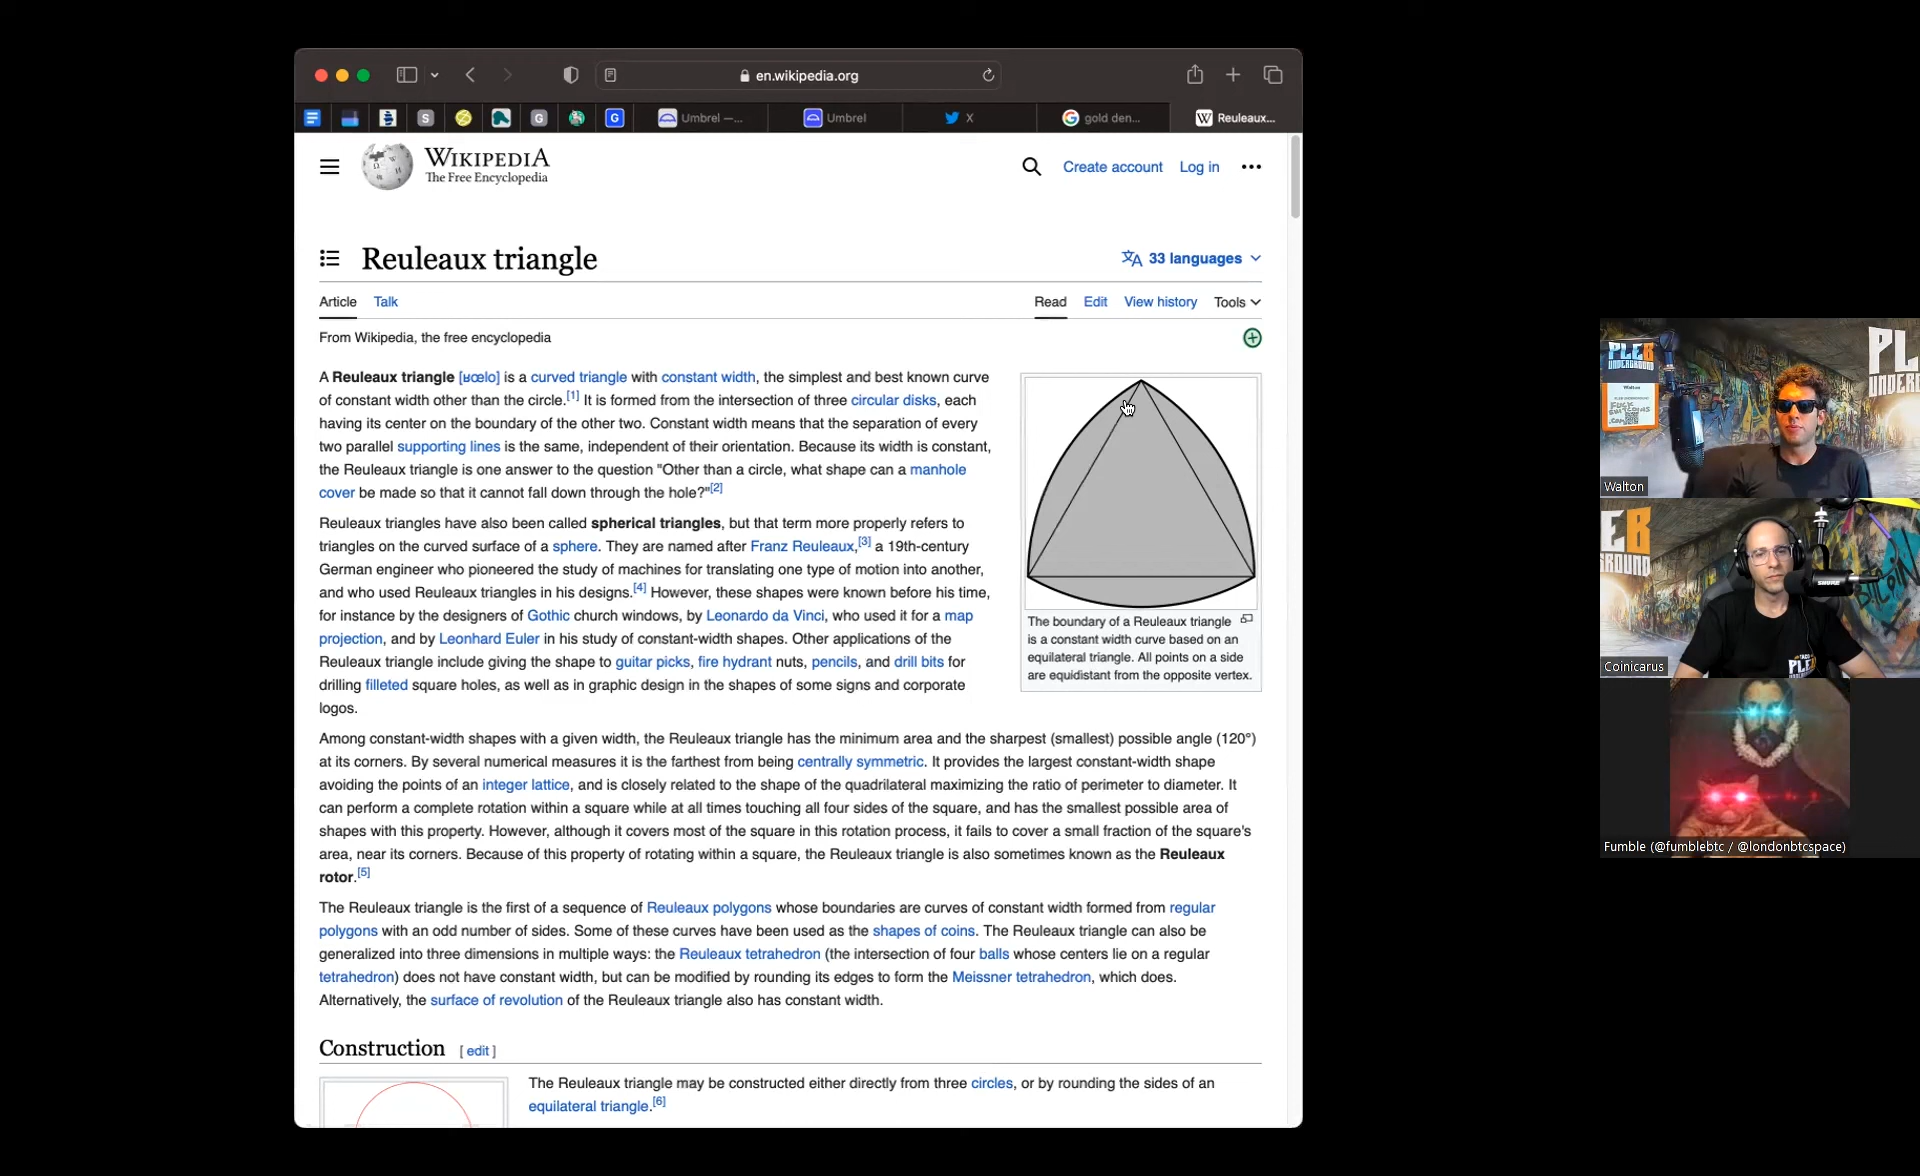 en.wikipedia.org
S
G
G
Umbrel —...
Umbrel
X
gold den...
Reuleaux...
WIKIPEDIA
The Free Encyclopedia
Create account
Log in
Reuleaux triangle
33 languages
Article
Talk
Read
Edit
View history
Tools
From Wikipedia, the free encyclopedia
A Reuleaux triangle [ʁœlo] is a curved triangle with constant width, the simplest and best known curve
of constant width other than the circle.[1] It is formed from the intersection of three circular disks, each
having its center on the boundary of the other two. Constant width means that the separation of every
two parallel supporting lines is the same, independent of their orientation. Because its width is constant,
the Reuleaux triangle is one answer to the question "Other than a circle, what shape can a manhole
cover be made so that it cannot fall down through the hole?"[2]
Reuleaux triangles have also been called spherical triangles, but that term more properly refers to
triangles on the curved surface of a sphere. They are named after Franz Reuleaux,[3] a 19th-century
German engineer who pioneered the study of machines for translating one type of motion into another,
and who used Reuleaux triangles in his designs.[4] However, these shapes were known before his time,
for instance by the designers of Gothic church windows, by Leonardo da Vinci, who used it for a map
projection, and by Leonhard Euler in his study of constant-width shapes. Other applications of the
Reuleaux triangle include giving the shape to guitar picks, fire hydrant nuts, pencils, and drill bits for
drilling filleted square holes, as well as in graphic design in the shapes of some signs and corporate
logos.
The boundary of a Reuleaux triangle
is a constant width curve based on an
equilateral triangle. All points on a side
are equidistant from the opposite vertex.
Among constant-width shapes with a given width, the Reuleaux triangle has the minimum area and the sharpest (smallest) possible angle (120°)
at its corners. By several numerical measures it is the farthest from being centrally symmetric. It provides the largest constant-width shape
avoiding the points of an integer lattice, and is closely related to the shape of the quadrilateral maximizing the ratio of perimeter to diameter. It
can perform a complete rotation within a square while at all times touching all four sides of the square, and has the smallest possible area of
shapes with this property. However, although it covers most of the square in this rotation process, it fails to cover a small fraction of the square's
area, near its corners. Because of this property of rotating within a square, the Reuleaux triangle is also sometimes known as the Reuleaux
rotor.[5]
The Reuleaux triangle is the first of a sequence of Reuleaux polygons whose boundaries are curves of constant width formed from regular
polygons with an odd number of sides. Some of these curves have been used as the shapes of coins. The Reuleaux triangle can also be
generalized into three dimensions in multiple ways: the Reuleaux tetrahedron (the intersection of four balls whose centers lie on a regular
tetrahedron) does not have constant width, but can be modified by rounding its edges to form the Meissner tetrahedron, which does.
Alternatively, the surface of revolution of the Reuleaux triangle also has constant width.
Construction [ edit ]
The Reuleaux triangle may be constructed either directly from three circles, or by rounding the sides of an
equilateral triangle.[6]
PLEB
UNDERGROUND
Walton
PL
UNDERG
Walton
EB
GROUND
SHURE
PLE
Coinicarus
Fumble (@fumblebtc / @londonbtcspace)